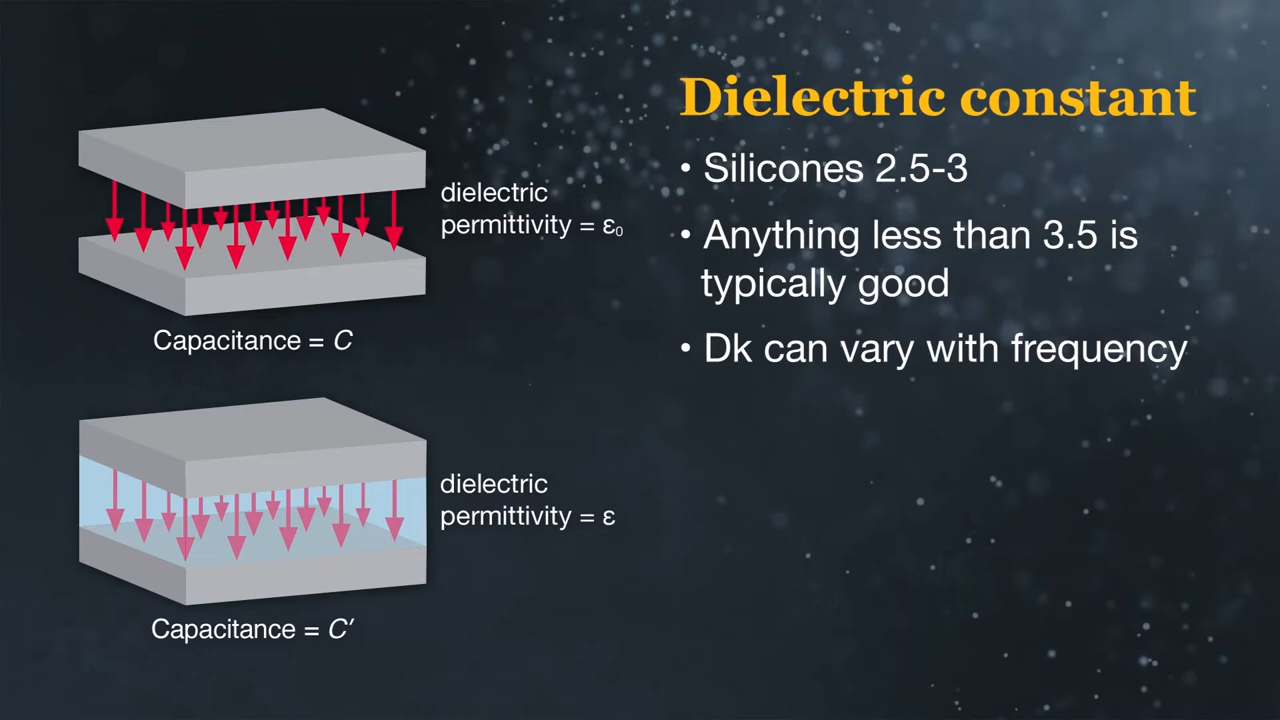 Dielectric constant
• Silicones 2.5-3
• Anything less than 3.5 is
typically good
• Dk can vary with frequency
dielectric
permittivity = ε₀
Capacitance = C
dielectric
permittivity = ε
Capacitance = C′